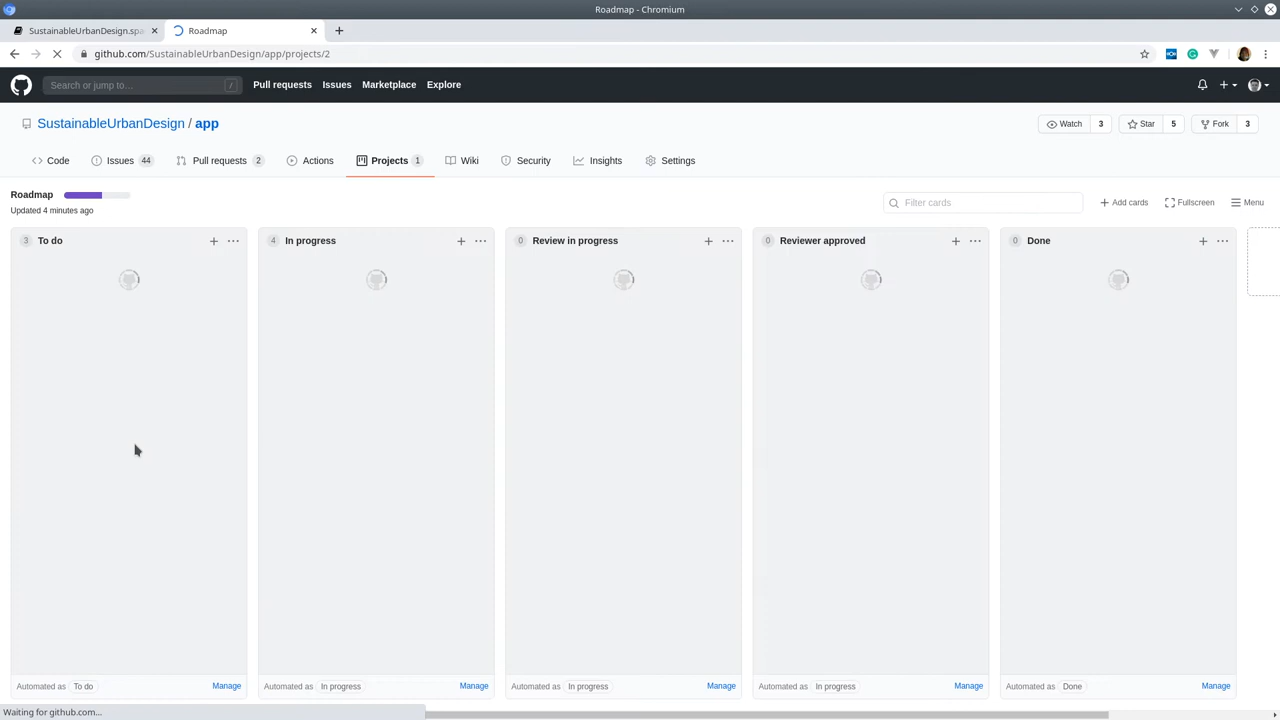 Roadmap - Chromium
SustainableUrbanDesign.spa
Roadmap
github.com/SustainableUrbanDesign/app/projects/2
Search or jump to...
/
Pull requests
Issues
Marketplace
Explore
SustainableUrbanDesign / app
Watch 3
Star 5
Fork 3
Code
Issues 44
Pull requests 2
Actions
Projects 1
Wiki
Security
Insights
Settings
Roadmap
Updated 4 minutes ago
Filter cards
Add cards
Fullscreen
Menu
3 To do
4 In progress
0 Review in progress
0 Reviewer approved
0 Done
Automated as To do Manage
Automated as In progress Manage
Automated as In progress Manage
Automated as In progress Manage
Automated as Done Manage
Waiting for github.com...